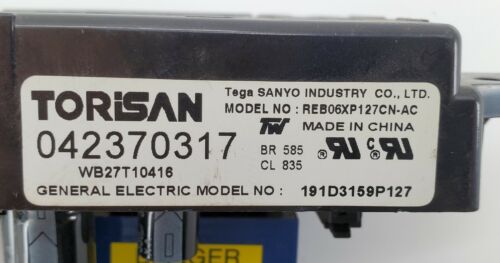 TORiSAN
Tega SANYO INDUSTRY CO., LTD.
MODEL NO : REB06XP127CN-AC
042370317
TW MADE IN CHINA
WB27T10416
BR 585
CL 835
GENERAL ELECTRIC MODEL NO : 191D3159P127